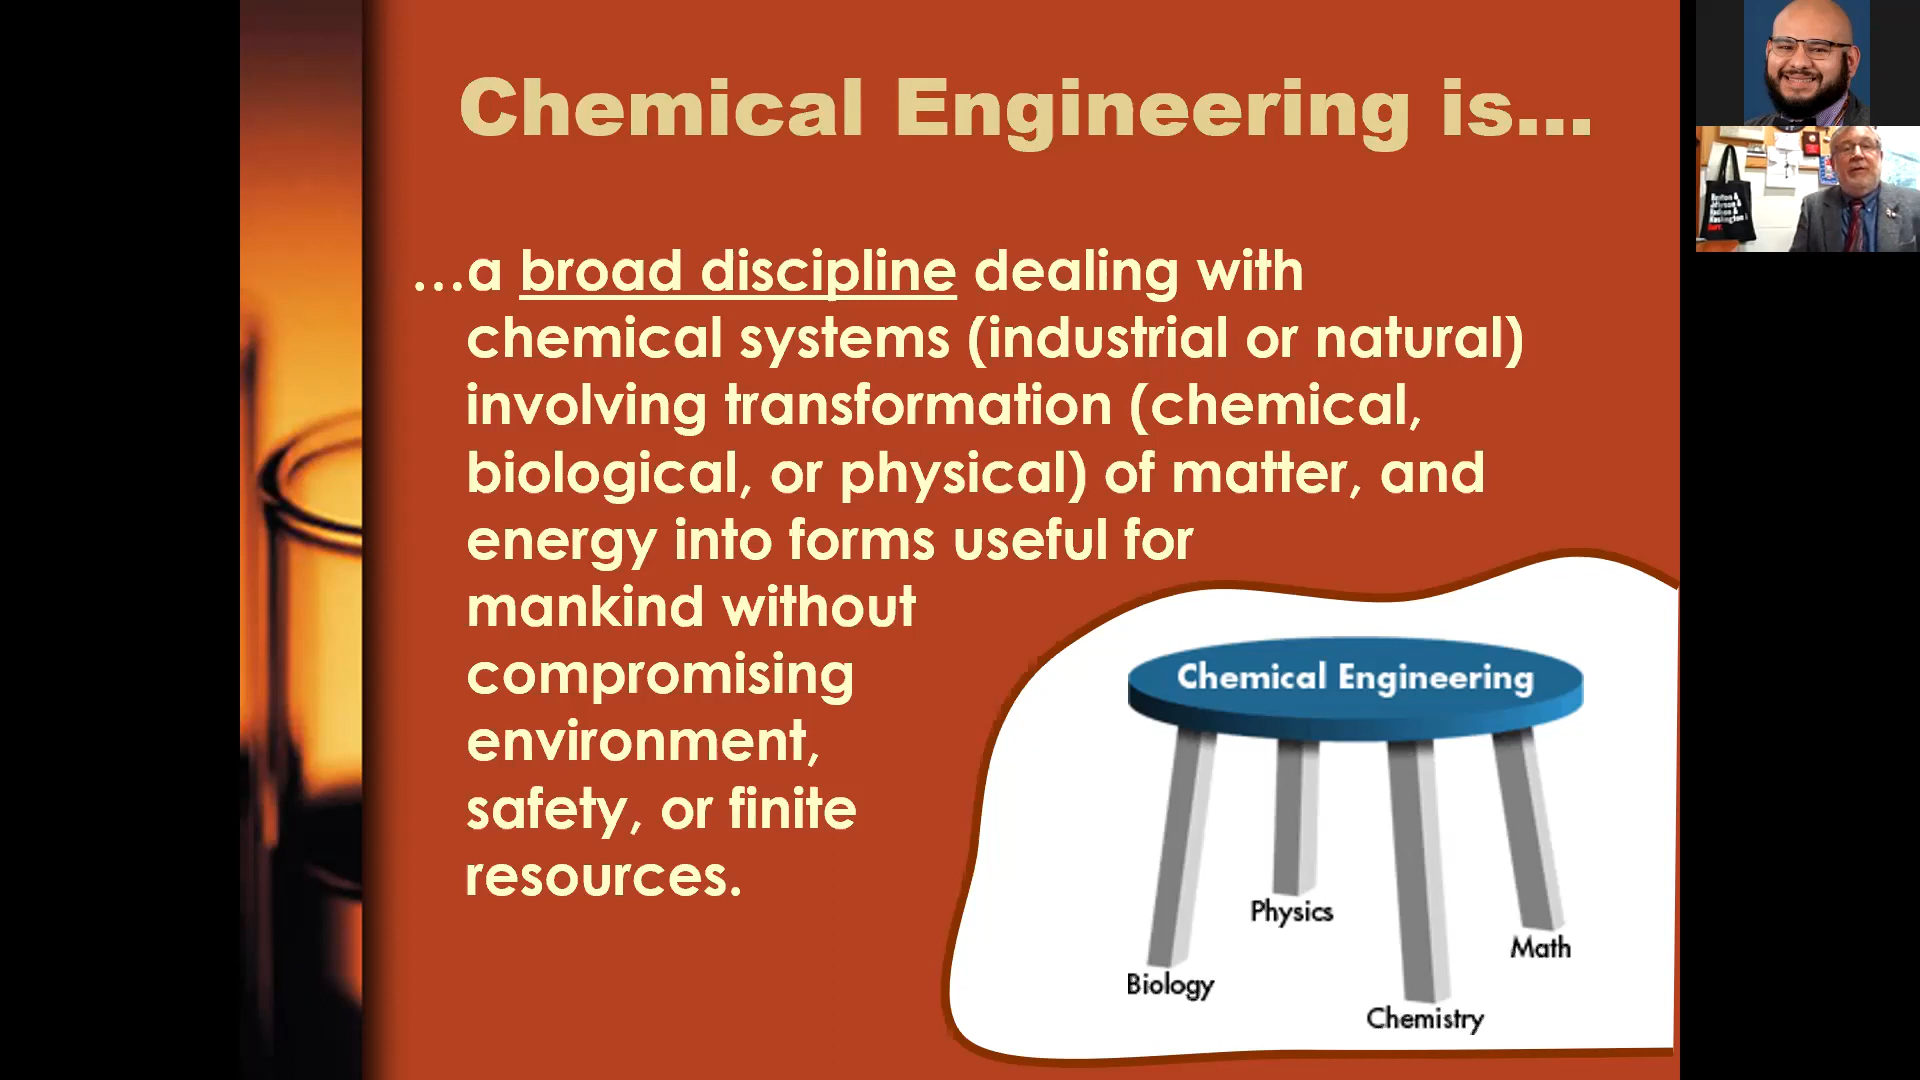 Chemical Engineering is...
...a broad discipline dealing with
chemical systems (industrial or natural)
involving transformation (chemical,
biological, or physical) of matter, and
energy into forms useful for
mankind without
compromising
environment,
safety, or finite
resources.
Chemical Engineering
Physics
Math
Biology
Chemistry